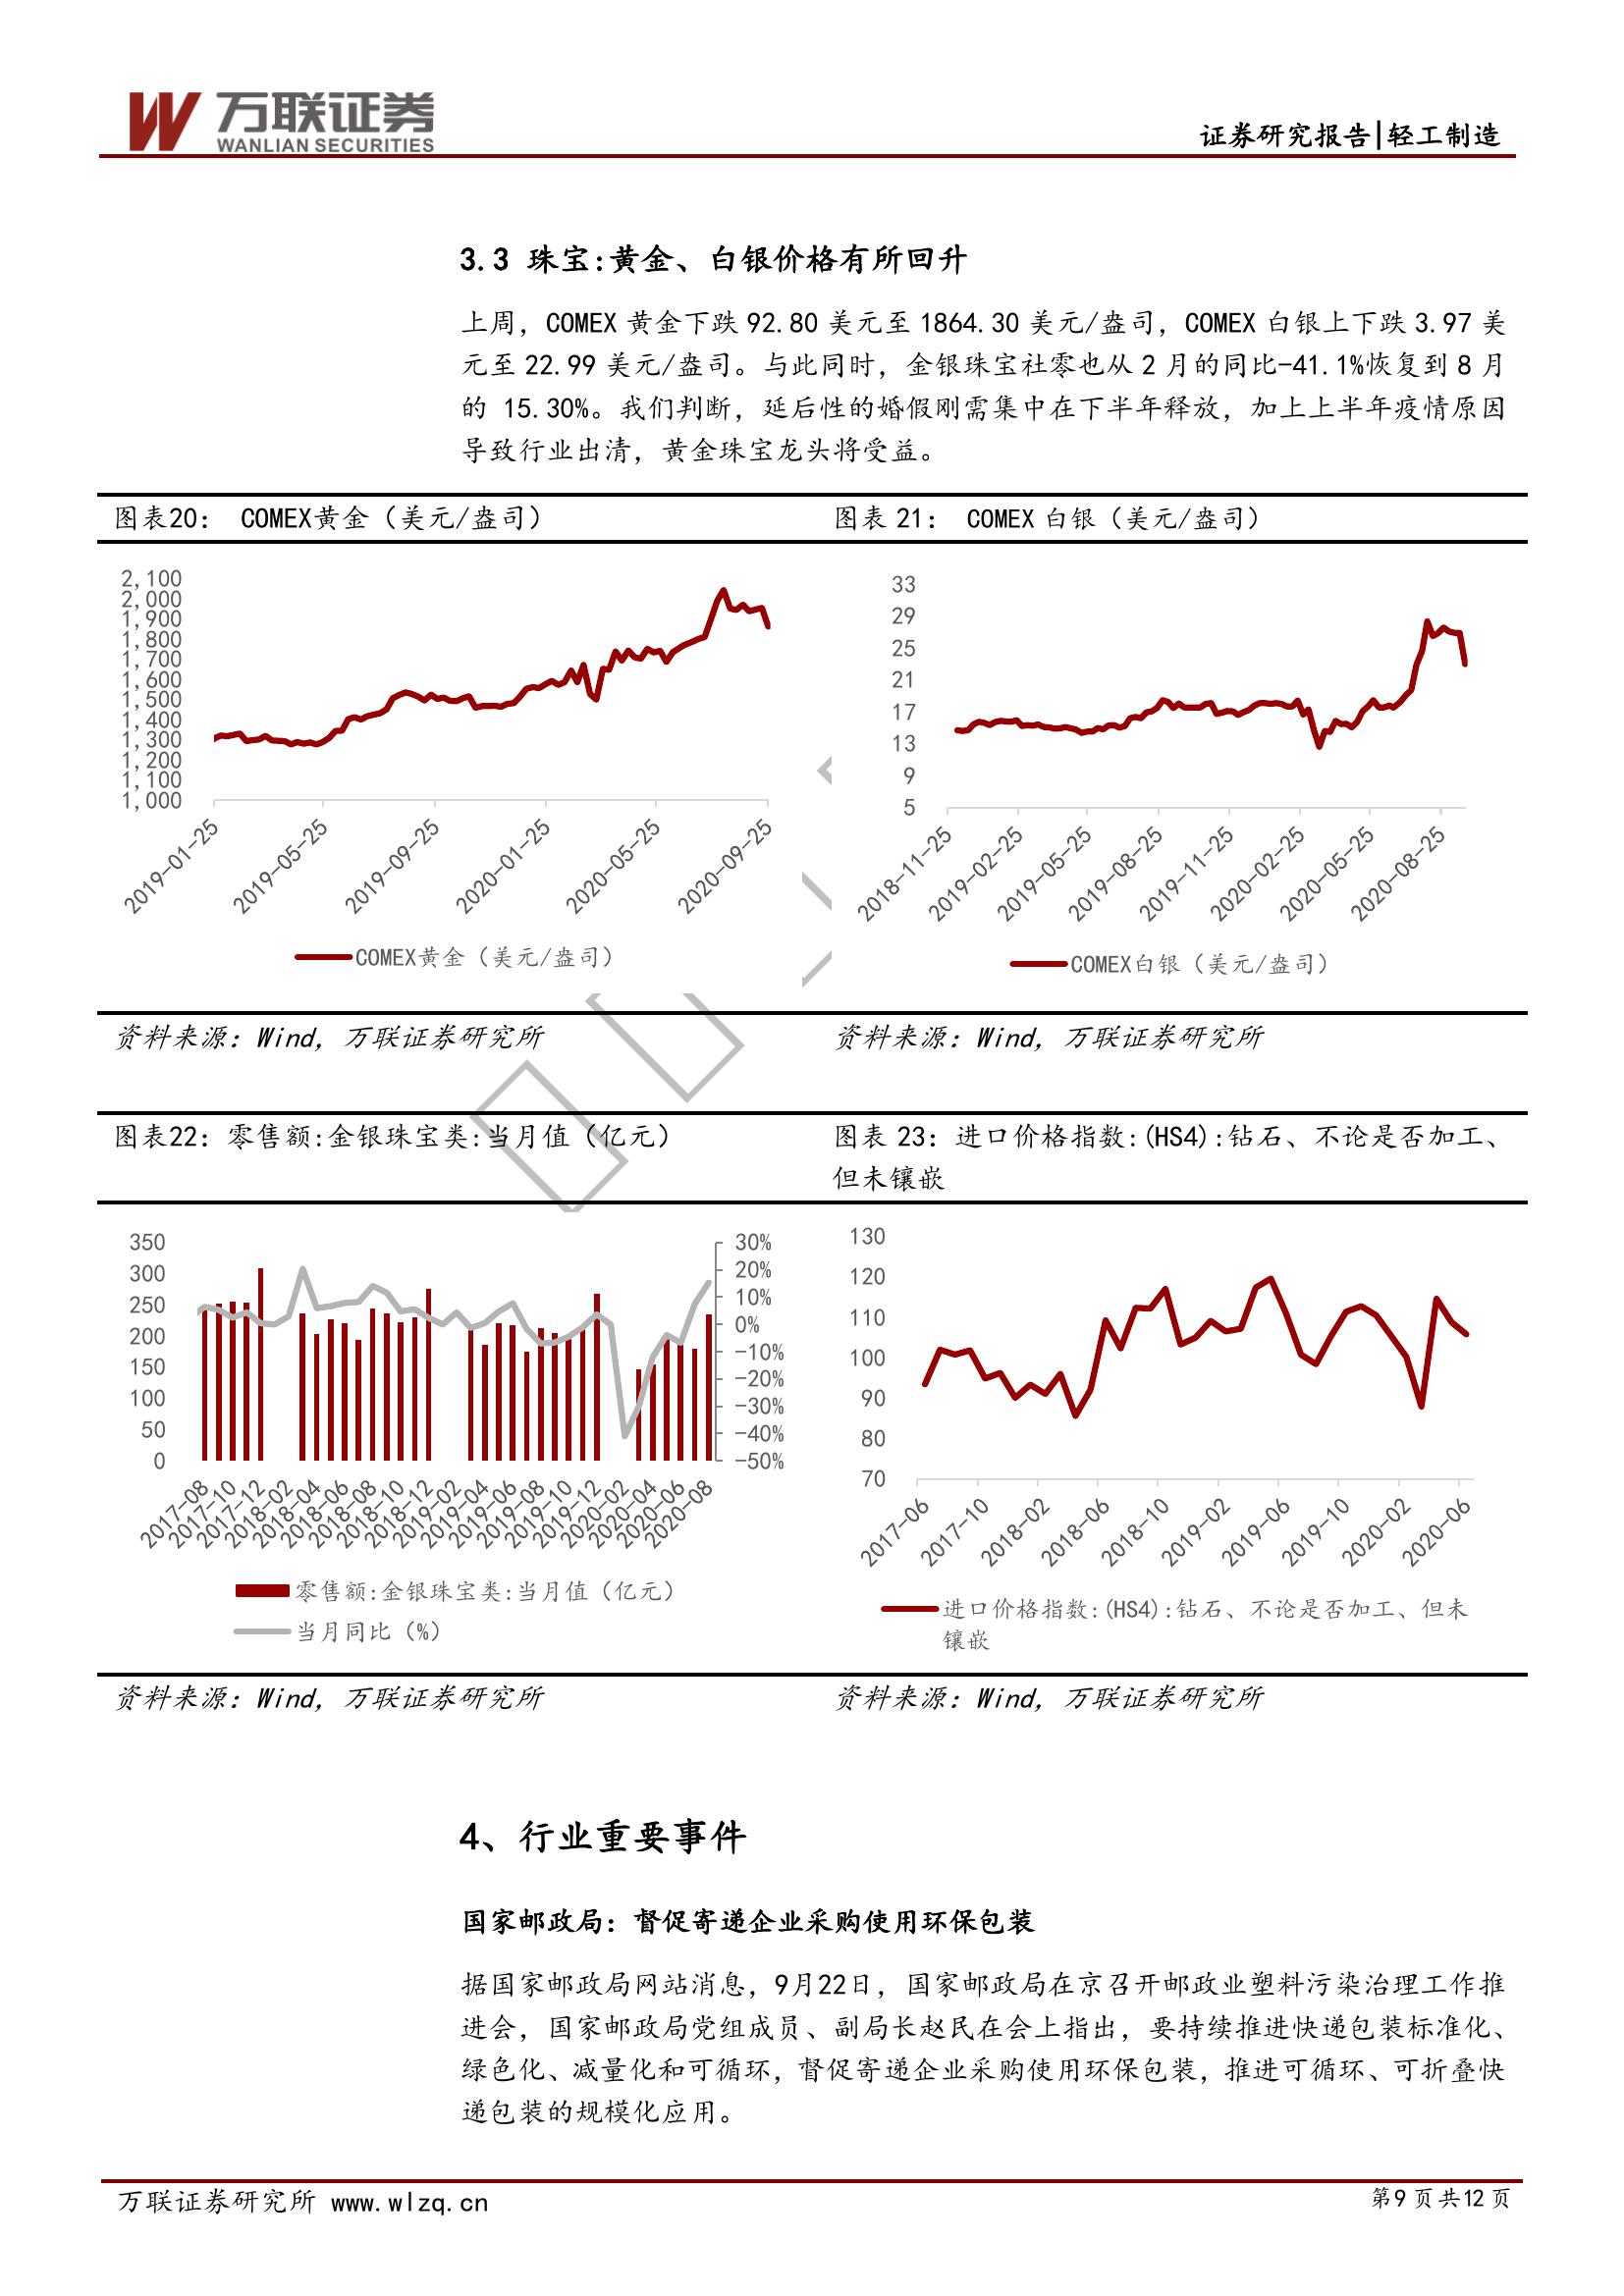 万联证券
WANLIAN SECURITIES
证券研究报告|轻工制造
3.3 珠宝:黄金、白银价格有所回升
上周，COMEX 黄金下跌 92.80 美元至 1864.30 美元/盎司，COMEX 白银上下跌 3.97 美
元至 22.99 美元/盎司。与此同时，金银珠宝社零也从 2 月的同比-41.1%恢复到 8 月
的 15.30%。我们判断，延后性的婚假刚需集中在下半年释放，加上上半年疫情原因
导致行业出清，黄金珠宝龙头将受益。
图表20： COMEX黄金（美元/盎司）
2,100
2,000
1,900
1,800
1,700
1,600
1,500
1,400
1,300
1,200
1,100
1,000
2019-01-25
2019-05-25
2019-09-25
2020-01-25
2020-05-25
2020-09-25
COMEX黄金（美元/盎司）
资料来源：Wind，万联证券研究所
图表 21： COMEX 白银（美元/盎司）
33
29
25
21
17
13
9
5
2018-11-25
2019-02-25
2019-05-25
2019-08-25
2019-11-25
2020-02-25
2020-05-25
2020-08-25
COMEX白银（美元/盎司）
资料来源：Wind，万联证券研究所
图表22：零售额:金银珠宝类:当月值（亿元）
350
300
250
200
150
100
50
0
30%
20%
10%
0%
-10%
-20%
-30%
-40%
-50%
2017-08
2017-10
2017-12
2018-02
2018-04
2018-06
2018-08
2018-10
2018-12
2019-02
2019-04
2019-06
2019-08
2019-10
2019-12
2020-02
2020-04
2020-06
2020-08
零售额:金银珠宝类:当月值（亿元）
当月同比（%）
资料来源：Wind，万联证券研究所
图表 23：进口价格指数:(HS4):钻石、不论是否加工、
但未镶嵌
130
120
110
100
90
80
70
2017-06
2017-10
2018-02
2018-06
2018-10
2019-02
2019-06
2019-10
2020-02
2020-06
进口价格指数:(HS4):钻石、不论是否加工、但未
镶嵌
资料来源：Wind，万联证券研究所
4、行业重要事件
国家邮政局：督促寄递企业采购使用环保包装
据国家邮政局网站消息，9月22日，国家邮政局在京召开邮政业塑料污染治理工作推
进会，国家邮政局党组成员、副局长赵民在会上指出，要持续推进快递包装标准化、
绿色化、减量化和可循环，督促寄递企业采购使用环保包装，推进可循环、可折叠快
递包装的规模化应用。
万联证券研究所 www.wlzq.cn
第9 页共12 页